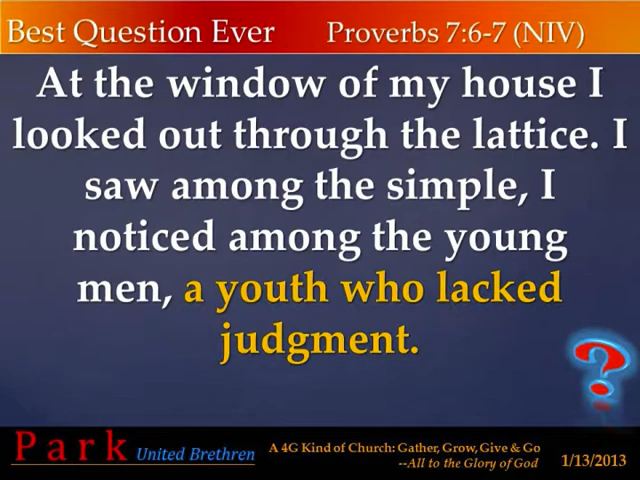 Best Question Ever Proverbs 7:6-7 (NIV)
At the window of my house I
looked out through the lattice. I
saw among the simple, I
noticed among the young
men, a youth who lacked
judgment.
?
Park United Brethren
A 4G Kind of Church: Gather, Grow, Give & Go
--All to the Glory of God
1/13/2013